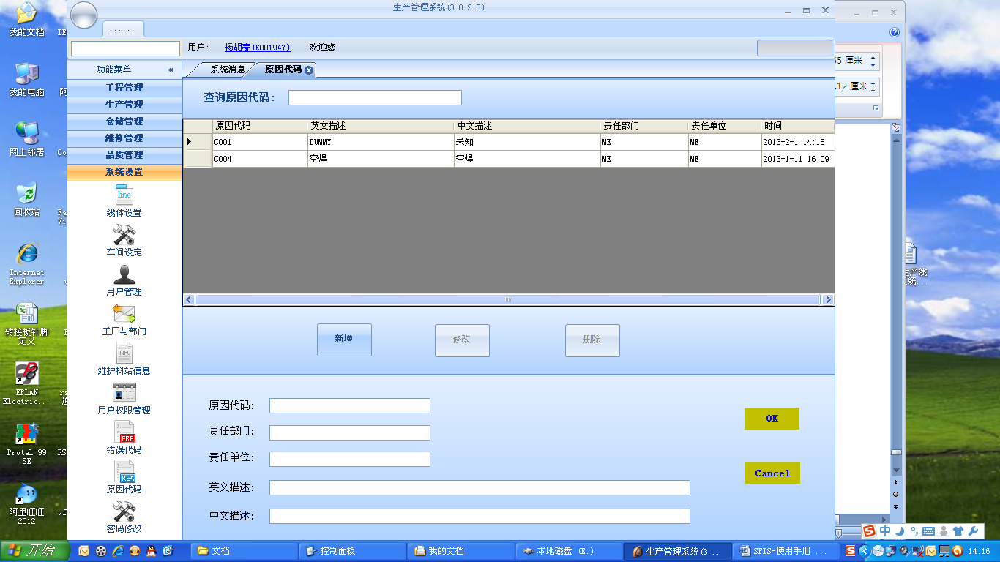 生产管理系统(3.0.2.3)
······
用户: 杨胡春(K001947) 欢迎您
功能菜单 «
系统消息 原因代码
工程管理
生产管理
仓储管理
维修管理
品质管理
系统设置
line
线体设置
车间设定
用户管理
工厂与部门
INFO
维护料站信息
用户权限管理
ERR
错误代码
REA
原因代码
密码修改
查询原因代码:
原因代码 英文描述 中文描述 责任部门 责任单位 时间
C001 DUMMY 未知 ME ME 2013-2-1 14:16
C004 空焊 空焊 ME ME 2013-1-11 16:09
新增 修改 删除
原因代码:
责任部门:
责任单位:
英文描述:
中文描述:
OK
Cancel
我的文档
我的电脑
网上邻居
回收站
Internet
Explorer
转接板针脚
定义
EPLAN
Electric...
Protel 99
SE
阿里旺旺
2012
IE
Co
Fa
Vi
RS
vf
5 厘米
.12 厘米
中
开始 文档 控制面板 我的文档 本地磁盘 (E:) 生产管理系统(3... SFIS-使用手册 ... 14:16